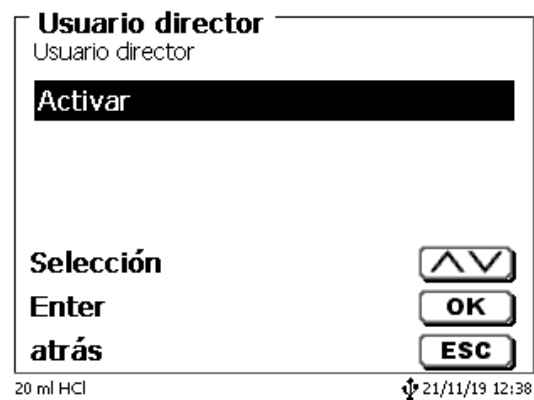 Usuario director
Usuario director
Activar
Selección
Enter OK
atrás ESC
20 ml HCl 21/11/19 12:38